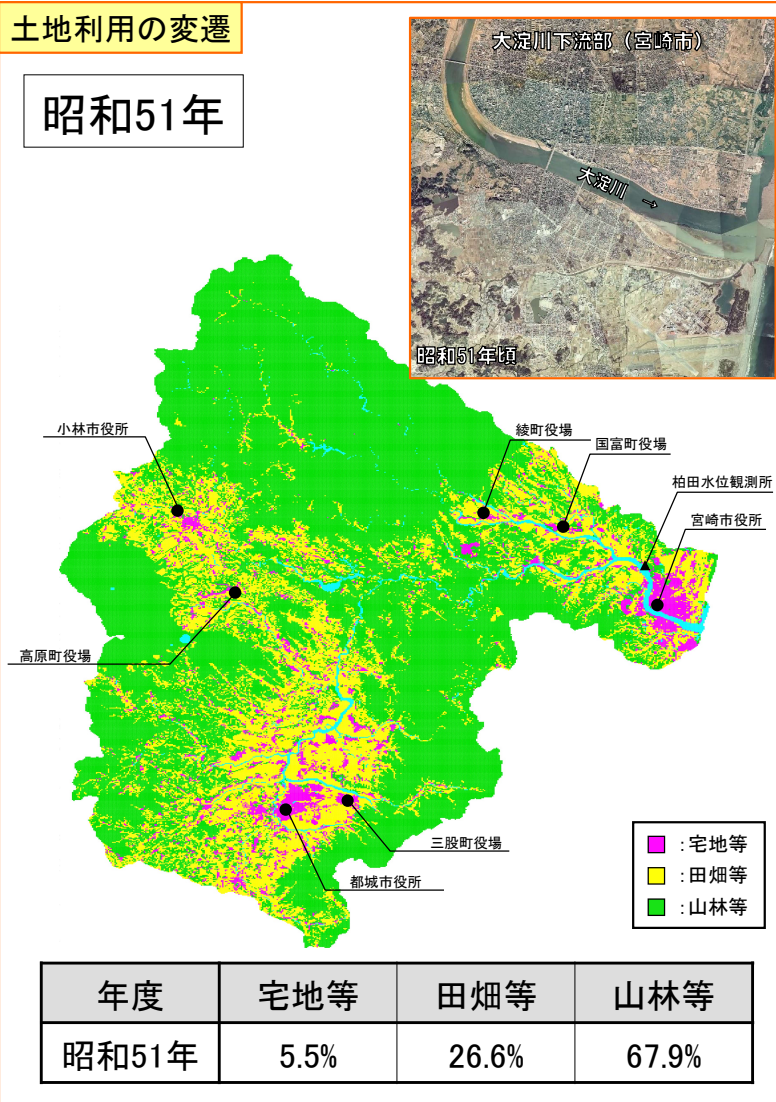 土地利用の変遷
昭和51年
大淀川下流部（宮崎市）
大淀川 →
昭和51年頃
小林市役所
綾町役場
国富町役場
柏田水位観測所
宮崎市役所
高原町役場
三股町役場
都城市役所
：宅地等
：田畑等
：山林等
年度 宅地等 田畑等 山林等
昭和51年 5.5% 26.6% 67.9%